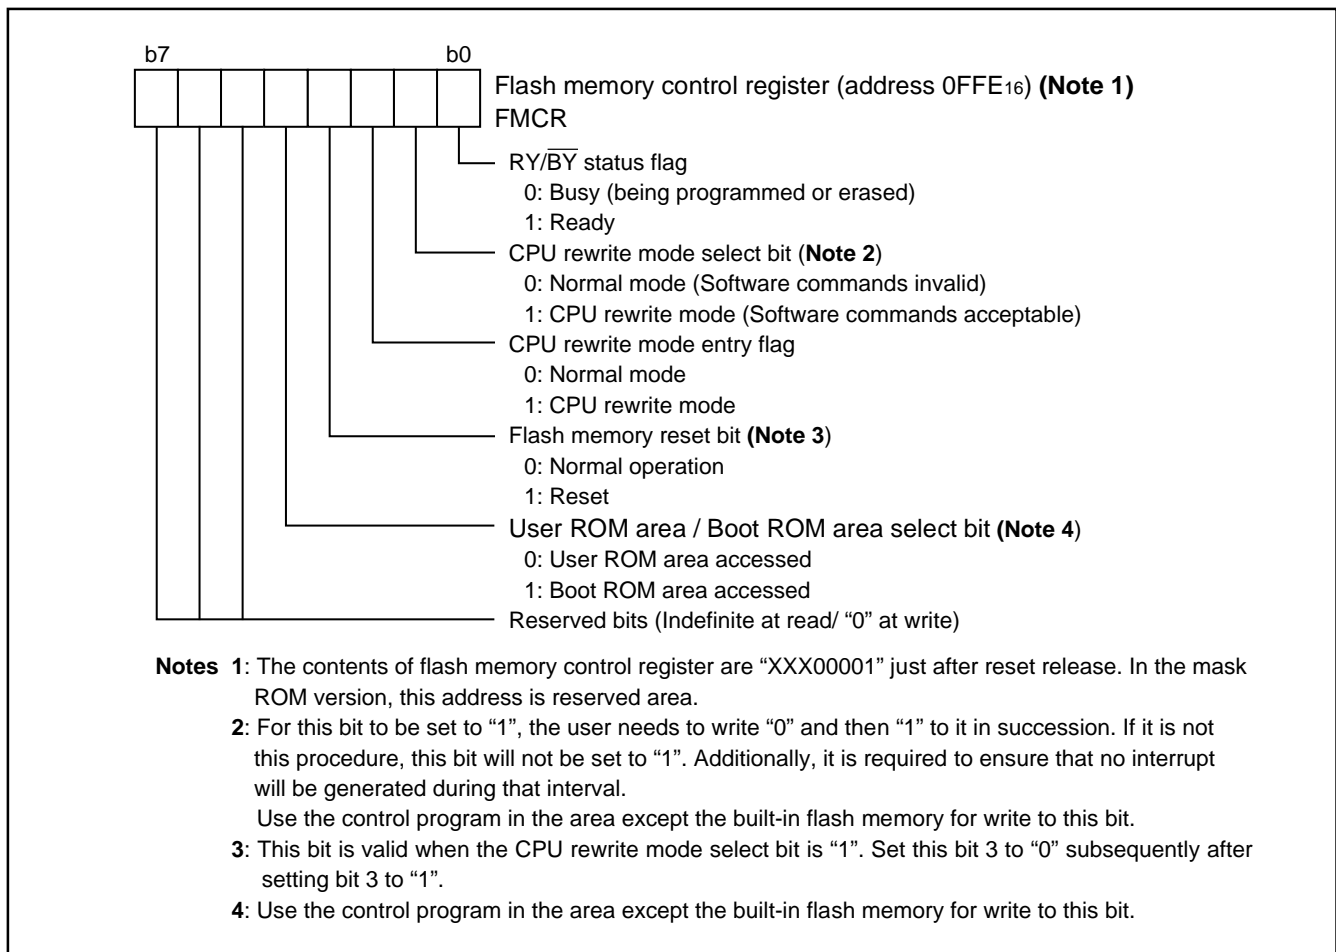 b7 b0
Flash memory control register (address 0FFE16) (Note 1)
FMCR
RY/BY status flag
0: Busy (being programmed or erased)
1: Ready
CPU rewrite mode select bit (Note 2)
0: Normal mode (Software commands invalid)
1: CPU rewrite mode (Software commands acceptable)
CPU rewrite mode entry flag
0: Normal mode
1: CPU rewrite mode
Flash memory reset bit (Note 3)
0: Normal operation
1: Reset
User ROM area / Boot ROM area select bit (Note 4)
0: User ROM area accessed
1: Boot ROM area accessed
Reserved bits (Indefinite at read/ “0” at write)
Notes 1: The contents of flash memory control register are “XXX00001” just after reset release. In the mask
ROM version, this address is reserved area.
2: For this bit to be set to “1”, the user needs to write “0” and then “1” to it in succession. If it is not
this procedure, this bit will not be set to “1”. Additionally, it is required to ensure that no interrupt
will be generated during that interval.
Use the control program in the area except the built-in flash memory for write to this bit.
3: This bit is valid when the CPU rewrite mode select bit is “1”. Set this bit 3 to “0” subsequently after
setting bit 3 to “1”.
4: Use the control program in the area except the built-in flash memory for write to this bit.